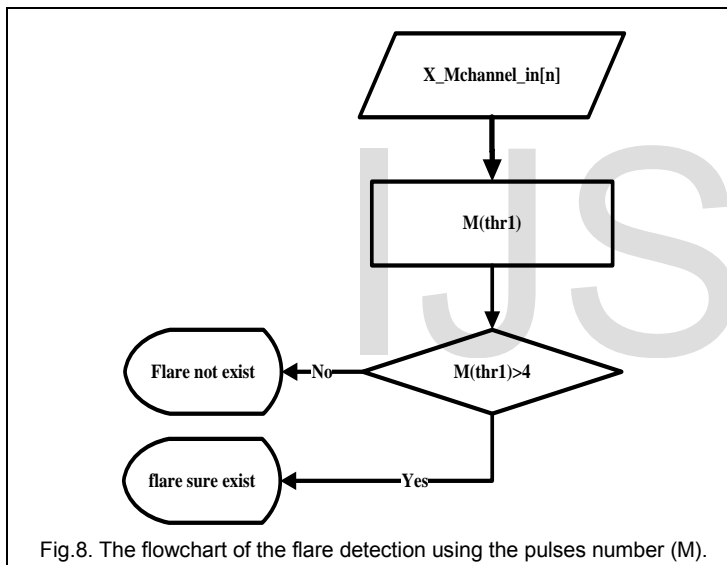 X_Mchannel_in[n]
M(thr1)
M(thr1)>4
No
Flare not exist
Yes
flare sure exist
IJS
Fig.8. The flowchart of the flare detection using the pulses number (M).